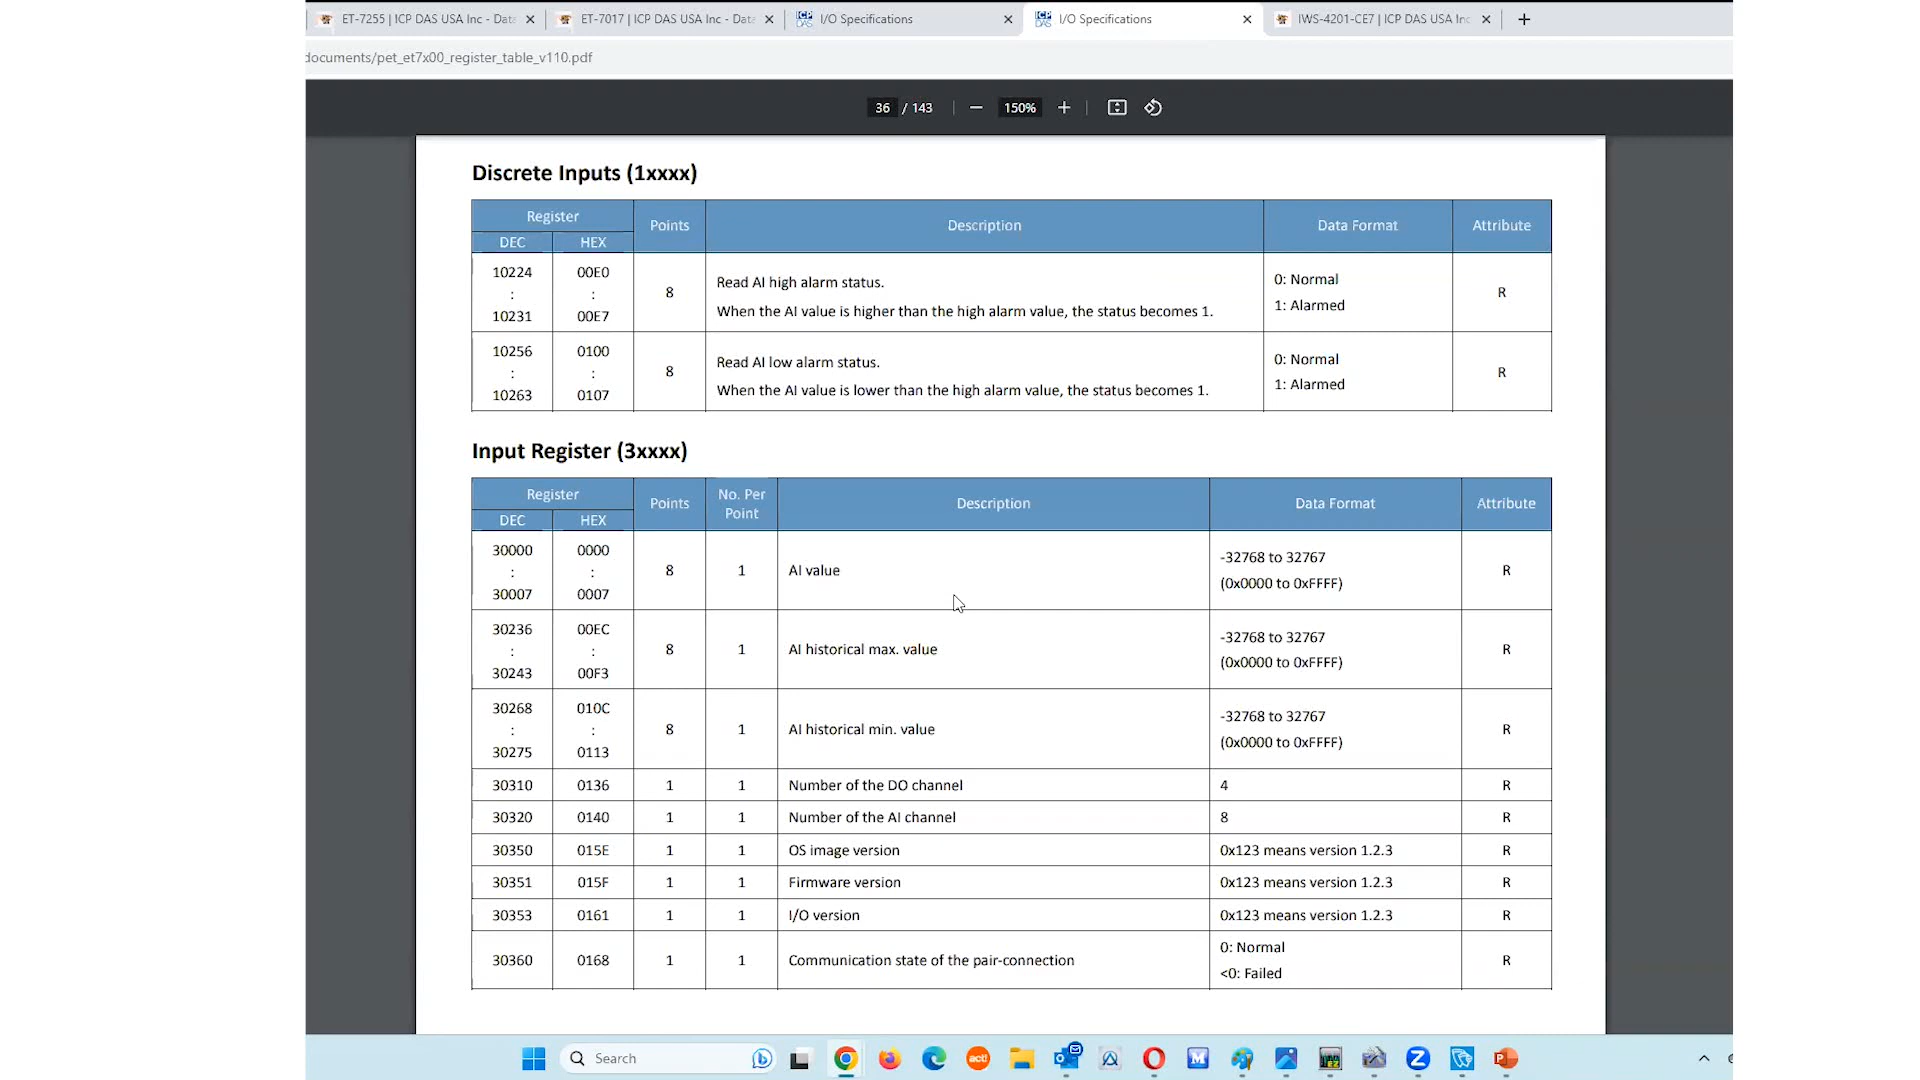 ET-7255 | ICP DAS USA Inc - Data
ET-7017 | ICP DAS USA Inc - Data
I/O Specifications
I/O Specifications
IWS-4201-CE7 | ICP DAS USA Inc
documents/pet_et7x00_register_table_v110.pdf
36 / 143
150%
Discrete Inputs (1xxxx)
Register
Points
Description
Data Format
Attribute
DEC
HEX
10224
:
10231
00E0
:
00E7
8
Read AI high alarm status.
When the AI value is higher than the high alarm value, the status becomes 1.
0: Normal
1: Alarmed
R
10256
:
10263
0100
:
0107
8
Read AI low alarm status.
When the AI value is lower than the high alarm value, the status becomes 1.
0: Normal
1: Alarmed
R
Input Register (3xxxx)
Register
Points
No. Per
Point
Description
Data Format
Attribute
DEC
HEX
30000
:
30007
0000
:
0007
8
1
AI value
-32768 to 32767
(0x0000 to 0xFFFF)
R
30236
:
30243
00EC
:
00F3
8
1
AI historical max. value
-32768 to 32767
(0x0000 to 0xFFFF)
R
30268
:
30275
010C
:
0113
8
1
AI historical min. value
-32768 to 32767
(0x0000 to 0xFFFF)
R
30310
0136
1
1
Number of the DO channel
4
R
30320
0140
1
1
Number of the AI channel
8
R
30350
015E
1
1
OS image version
0x123 means version 1.2.3
R
30351
015F
1
1
Firmware version
0x123 means version 1.2.3
R
30353
0161
1
1
I/O version
0x123 means version 1.2.3
R
30360
0168
1
1
Communication state of the pair-connection
0: Normal
<0: Failed
R
Search
act!